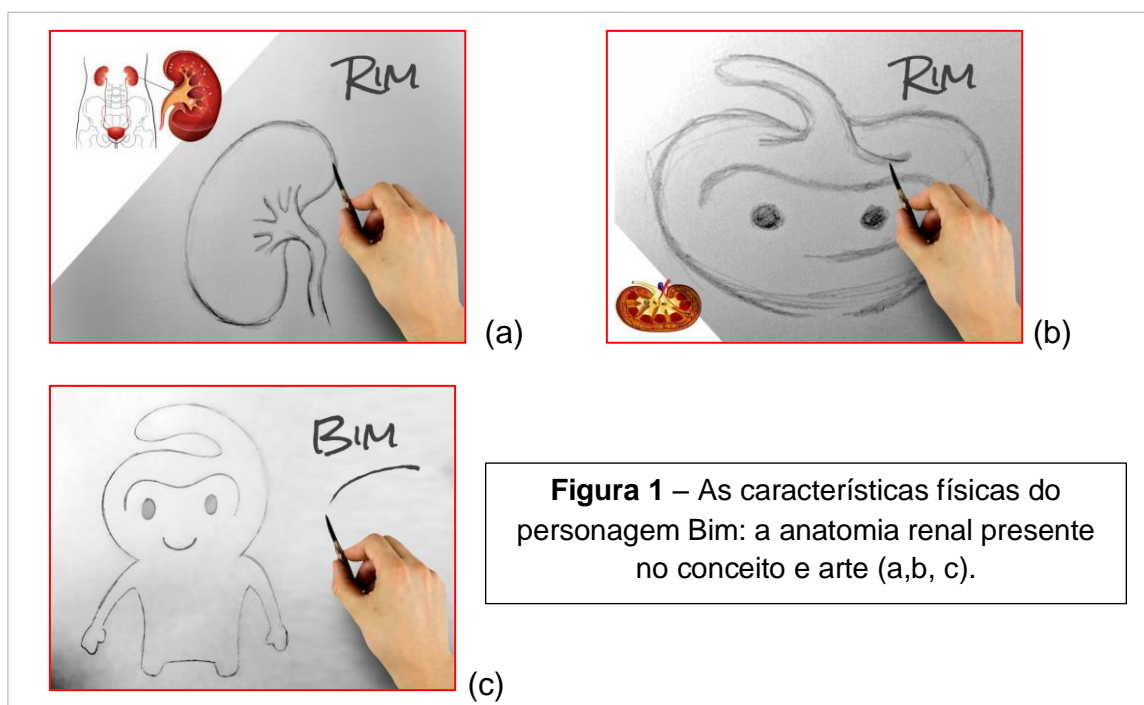 RIM
(a)
RIM
(b)
BIM
(c)
Figura 1 – As características físicas do
personagem Bim: a anatomia renal presente
no conceito e arte (a,b, c).